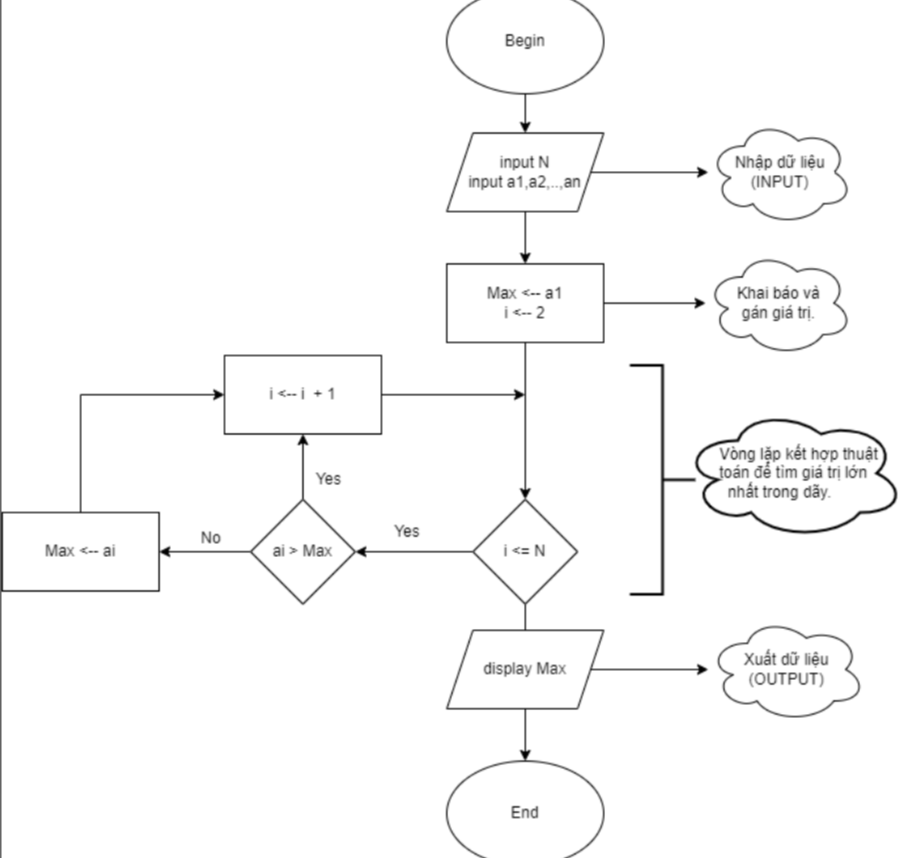 Begin
input N
input a1,a2,..,an
Nhập dữ liệu
(INPUT)
Max <-- a1
i <-- 2
Khai báo và
gán giá trị.
i <-- i + 1
Vòng lặp kết hợp thuật
toán để tìm giá trị lớn
nhất trong dãy.
Yes
Max <-- ai
No
ai > Max
Yes
i <= N
display Max
Xuất dữ liệu
(OUTPUT)
End